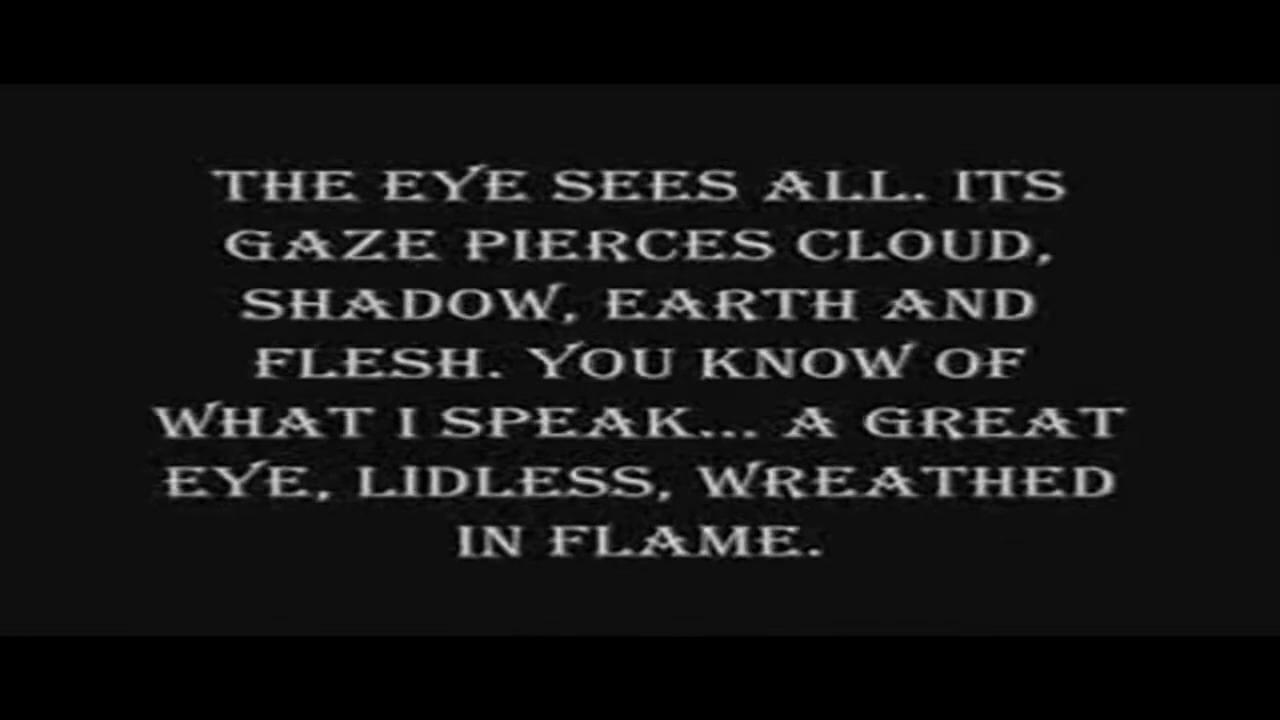 THE EYE SEES ALL. ITS
GAZE PIERCES CLOUD,
SHADOW, EARTH AND
FLESH. YOU KNOW OF
WHAT I SPEAK... A GREAT
EYE, LIDLESS, WREATHED
IN FLAME.